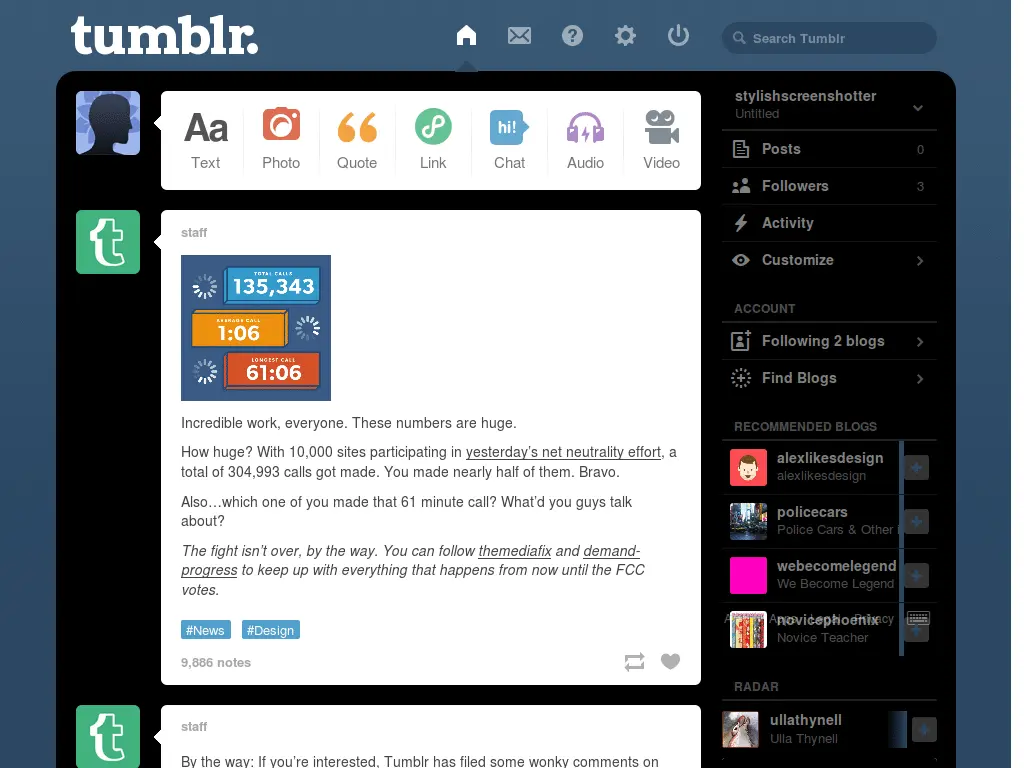 tumblr.
Search Tumblr
Aa
hi!
Text Photo Quote Link Chat Audio Video
stylishscreenshotter
Untitled
Posts 0
Followers 3
Activity
Customize
ACCOUNT
Following 2 blogs
Find Blogs
RECOMMENDED BLOGS
alexlikesdesign
alexlikesdesign
policecars
Police Cars & Other
webecomelegend
We Become Legend
novicephoenix
Apps Legal Privacy
Novice Teacher
RADAR
ullathynell
Ulla Thynell
staff
TOTAL CALLS
135,343
AVERAGE CALL
1:06
LONGEST CALL
61:06
Incredible work, everyone. These numbers are huge.
How huge? With 10,000 sites participating in yesterday's net neutrality effort, a
total of 304,993 calls got made. You made nearly half of them. Bravo.
Also…which one of you made that 61 minute call? What'd you guys talk
about?
The fight isn't over, by the way. You can follow themediafix and demand-
progress to keep up with everything that happens from now until the FCC
votes.
#News #Design
9,886 notes
staff
By the way: If you're interested, Tumblr has filed some wonky comments on